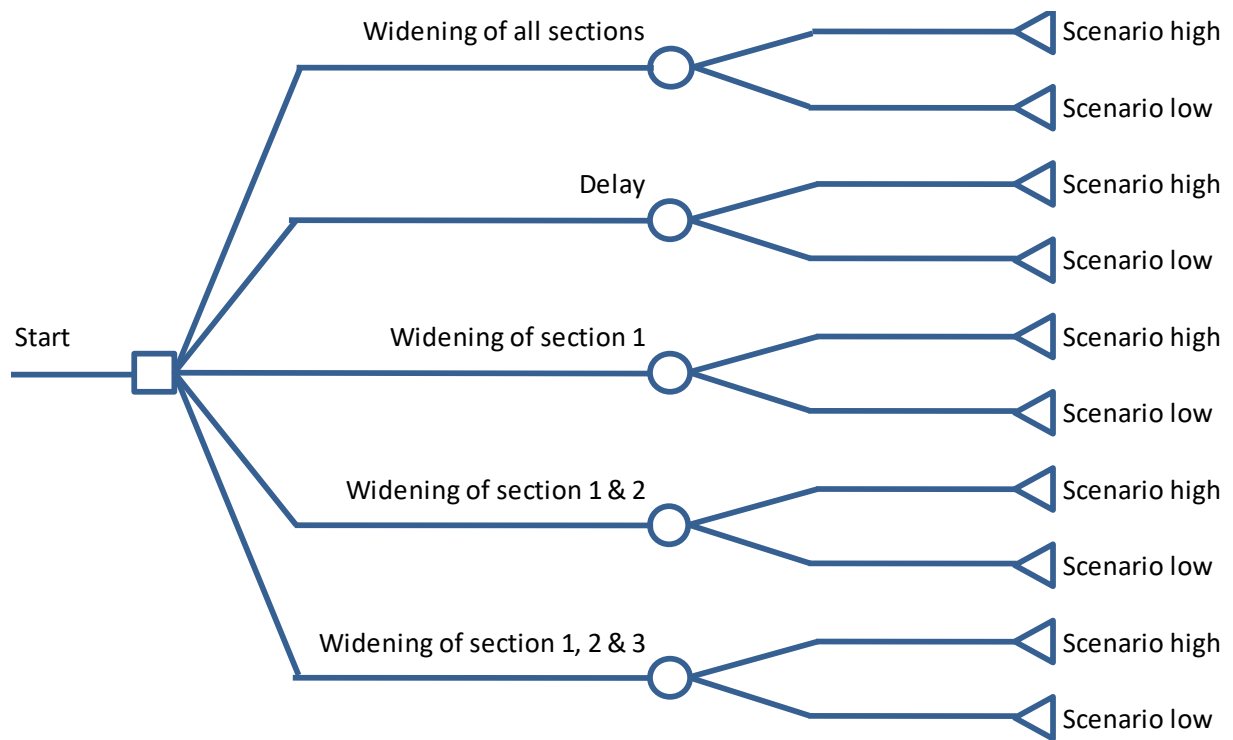 Widening of all sections
Scenario high
Scenario low
Delay
Scenario high
Scenario low
Start
Widening of section 1
Scenario high
Scenario low
Widening of section 1 & 2
Scenario high
Scenario low
Widening of section 1, 2 & 3
Scenario high
Scenario low